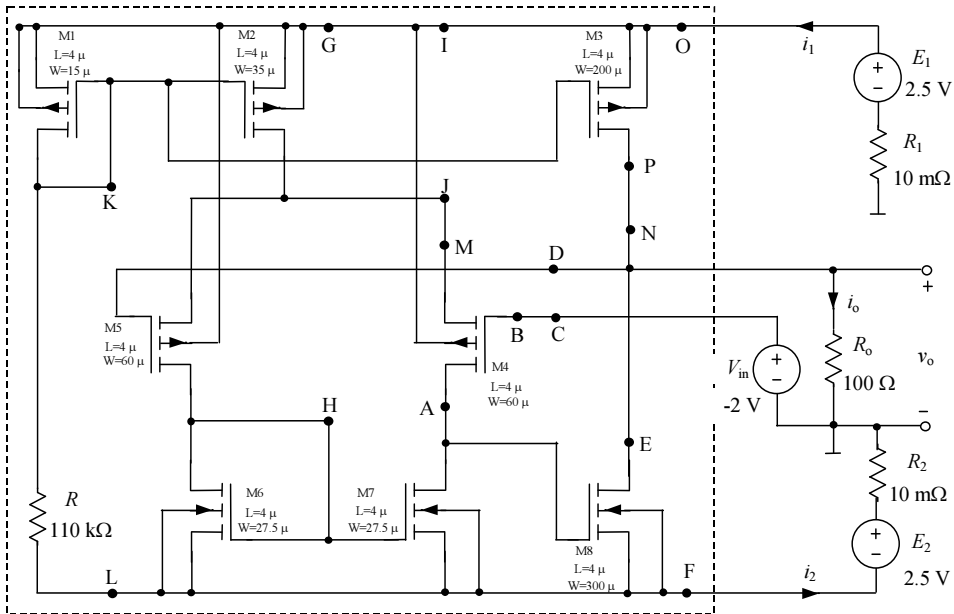 M1
L=4 µ
W=15 µ
M2
L=4 µ
W=35 µ
G
I
M3
L=4 µ
W=200 µ
O
i1
E1
2.5 V
R1
10 mΩ
K
J
P
M
N
D
M5
L=4 µ
W=60 µ
B
C
M4
L=4 µ
W=60 µ
io
Ro
100 Ω
vo
Vin
-2 V
H
A
E
R
110 kΩ
M6
L=4 µ
W=27.5 µ
M7
L=4 µ
W=27.5 µ
M8
L=4 µ
W=300 µ
R2
10 mΩ
E2
2.5 V
L
F
i2